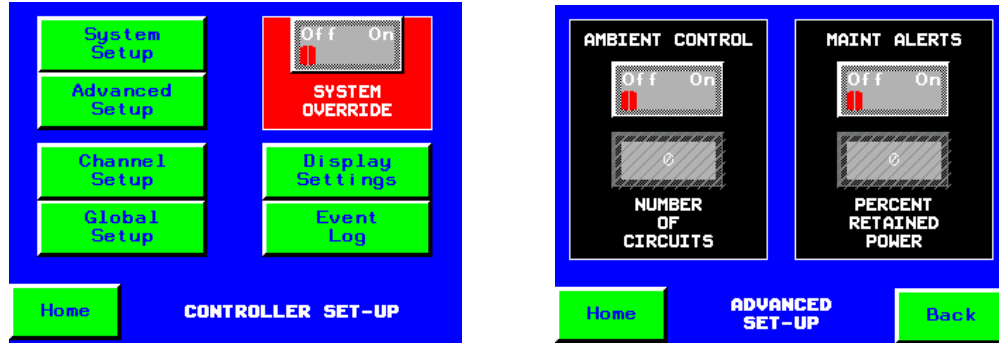 System
Setup
Advanced
Setup
Off On
SYSTEM
OVERRIDE
Channel
Setup
Global
Setup
Display
Settings
Event
Log
Home
CONTROLLER SET-UP
AMBIENT CONTROL
Off On
0
NUMBER
OF
CIRCUITS
MAINT ALERTS
Off On
0
PERCENT
RETAINED
POWER
Home
ADVANCED
SET-UP
Back